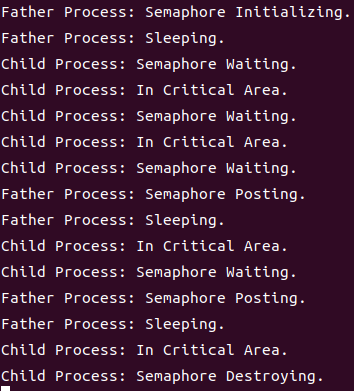 Father Process: Semaphore Initializing.
Father Process: Sleeping.
Child Process: Semaphore Waiting.
Child Process: In Critical Area.
Child Process: Semaphore Waiting.
Child Process: In Critical Area.
Child Process: Semaphore Waiting.
Father Process: Semaphore Posting.
Father Process: Sleeping.
Child Process: In Critical Area.
Child Process: Semaphore Waiting.
Father Process: Semaphore Posting.
Father Process: Sleeping.
Child Process: In Critical Area.
Child Process: Semaphore Destroying.